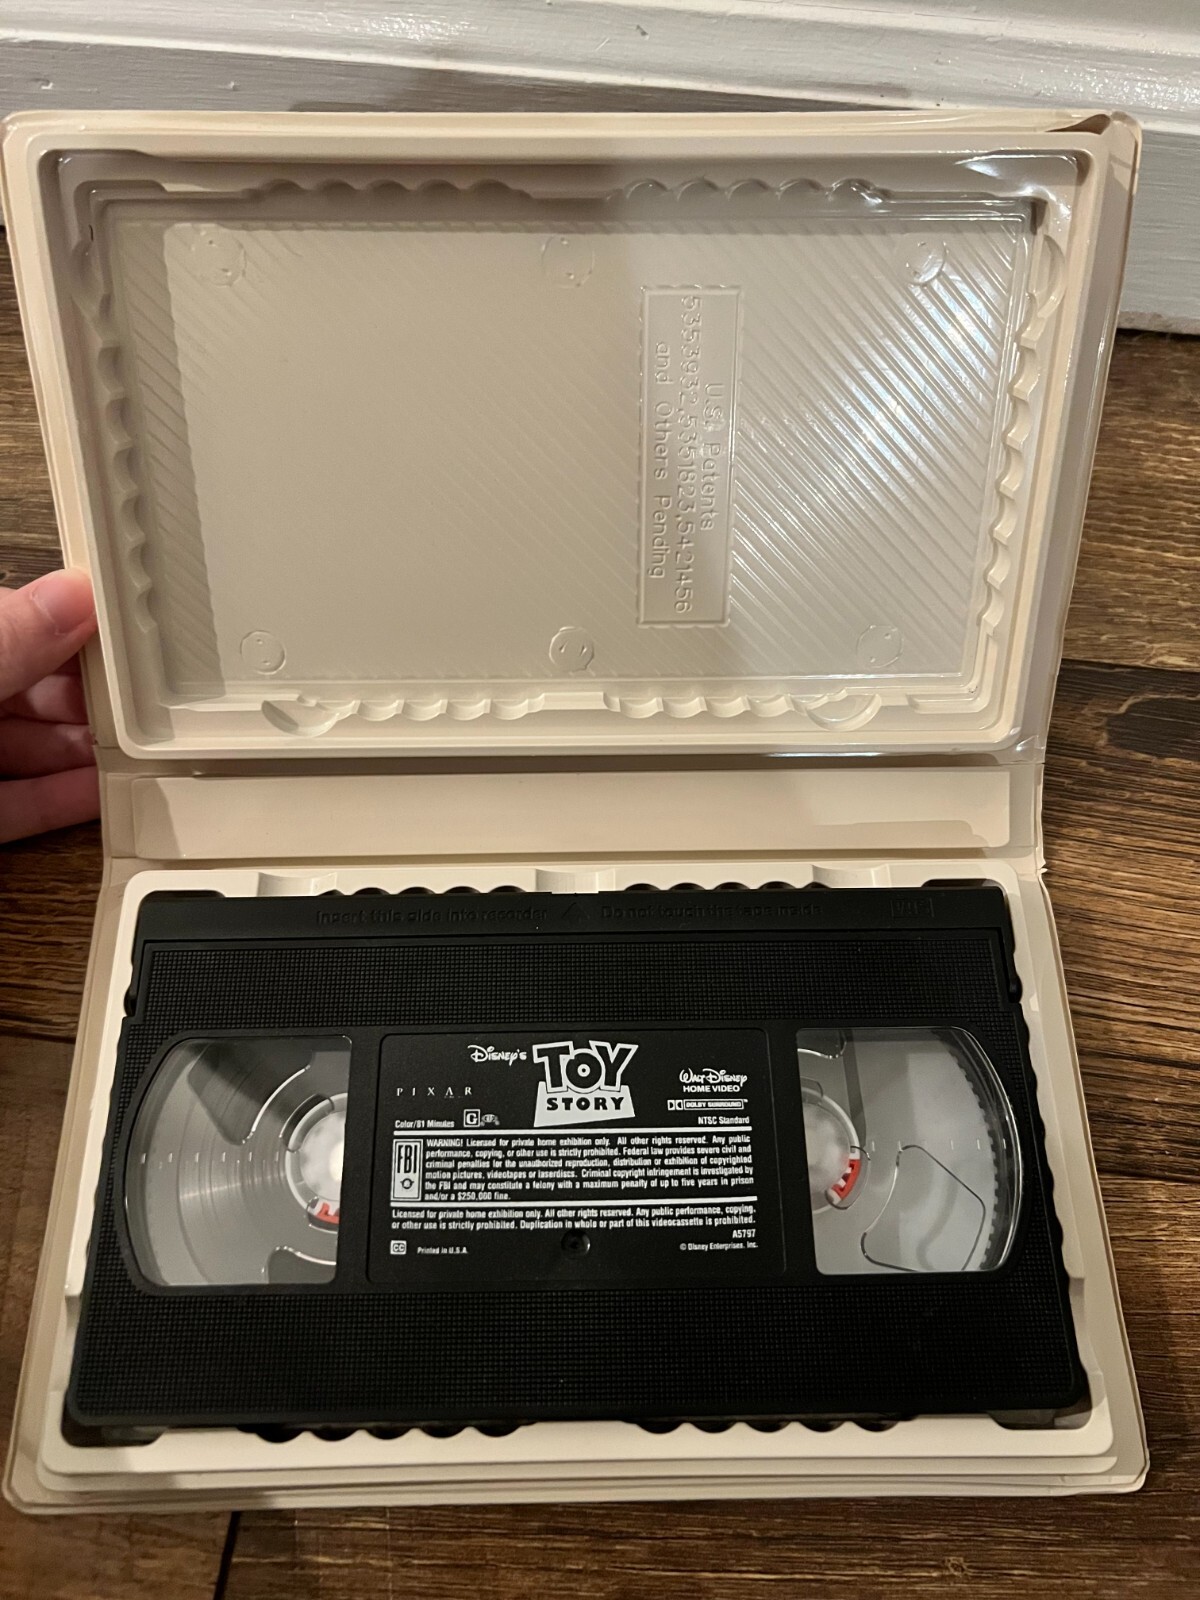 U.S. Patents
5353932,5351823,5421456
and Others Pending
Insert this side into recorder Do not touch the tape inside VHS
Disney's TOY STORY
PIXAR
Walt Disney
HOME VIDEO
DOLBY SURROUND™
Color/81 Minutes G
NTSC Standard
FBI
WARNING! Licensed for private home exhibition only. All other rights reserved. Any public
performance, copying, or other use is strictly prohibited. Federal law provides severe civil and
criminal penalties for the unauthorized reproduction, distribution or exhibition of copyrighted
motion pictures, videotapes or laserdiscs. Criminal copyright infringement is investigated by
the FBI and may constitute a felony with a maximum penalty of up to five years in prison
and/or a $250,000 fine.
Licensed for private home exhibition only. All other rights reserved. Any public performance, copying,
or other use is strictly prohibited. Duplication in whole or part of this videocassette is prohibited.
A5797
CC Printed in U.S.A. © Disney Enterprises, Inc.